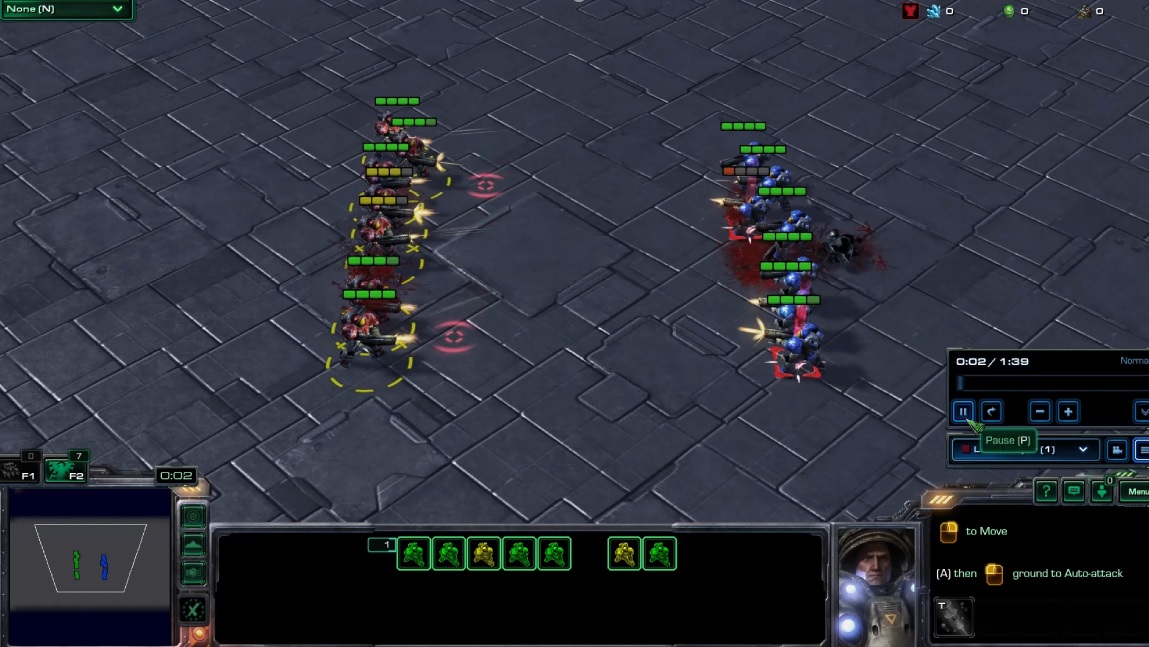 None (N)
0
0
0
0:02 / 1:39
Norma
Pause (P)
(1)
0
7
F1
F2
0:02
0
?
Menu
1
to Move
(A) then
ground to Auto-attack
T